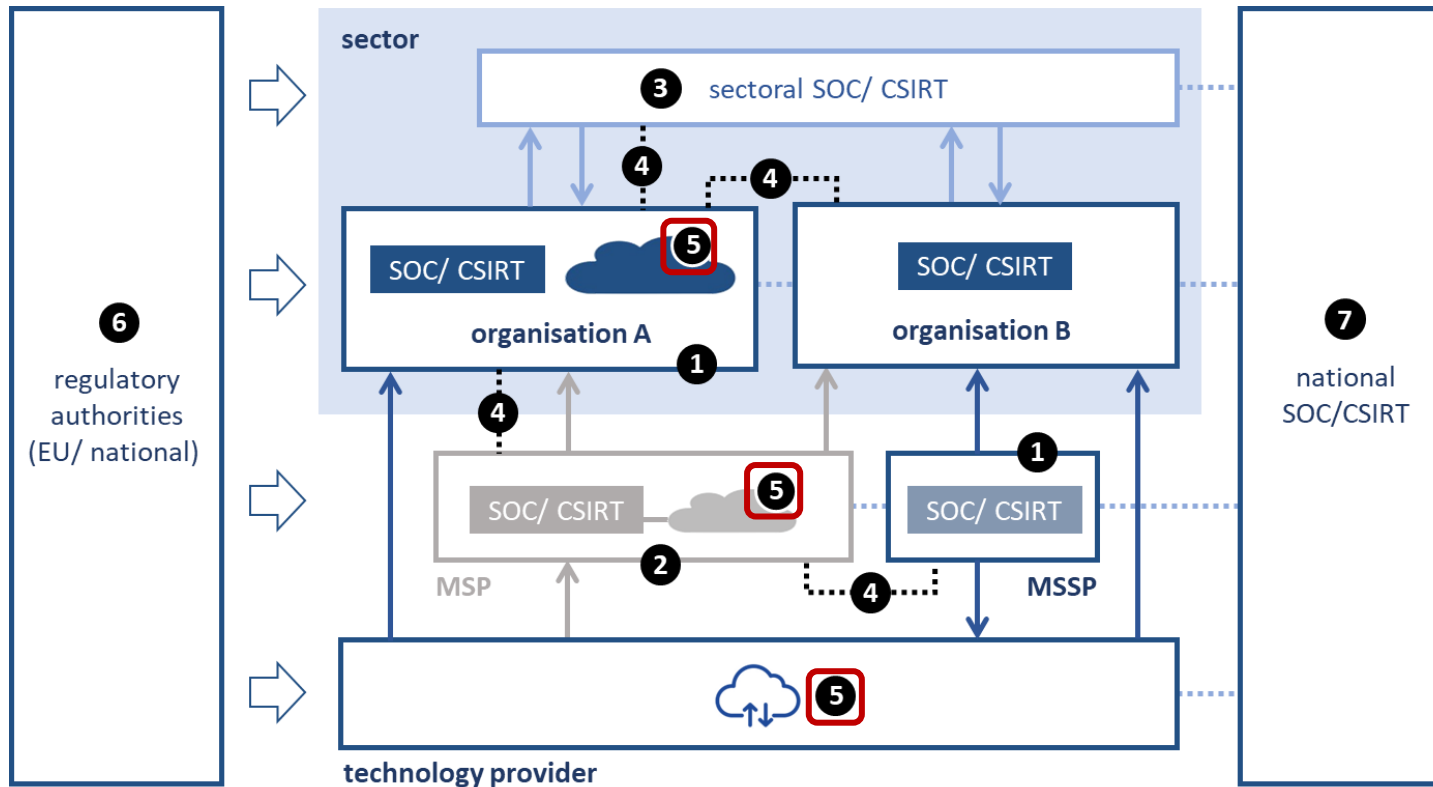 sector
3 sectoral SOC/ CSIRT
4
4
5
SOC/ CSIRT
organisation A
1
SOC/ CSIRT
organisation B
6
regulatory
authorities
(EU/ national)
7
national
SOC/CSIRT
4
5
SOC/ CSIRT
2
MSP
1
SOC/ CSIRT
MSSP
4
5
technology provider